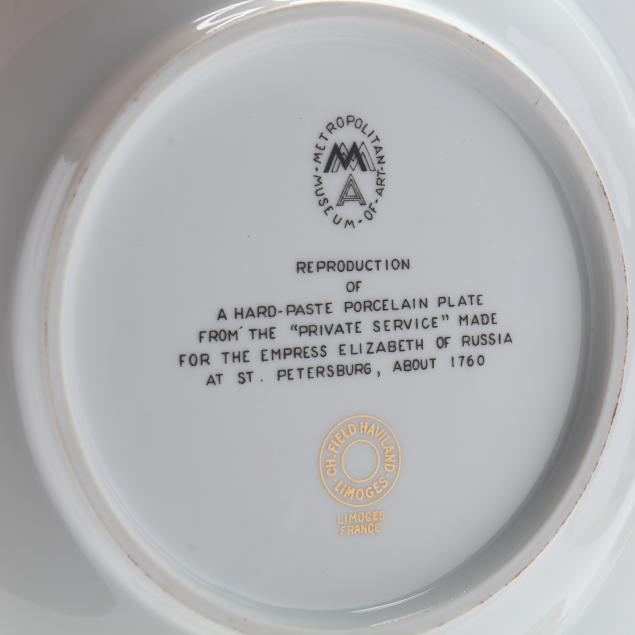 METROPOLITAN
MUSEUM-OF-ART-
MMA
REPRODUCTION
OF
A HARD-PASTE PORCELAIN PLATE
FROM THE "PRIVATE SERVICE" MADE
FOR THE EMPRESS ELIZABETH OF RUSSIA
AT ST. PETERSBURG, ABOUT 1760
CH. FIELD HAVILAND
· LIMOGES ·
LIMOGES
FRANCE